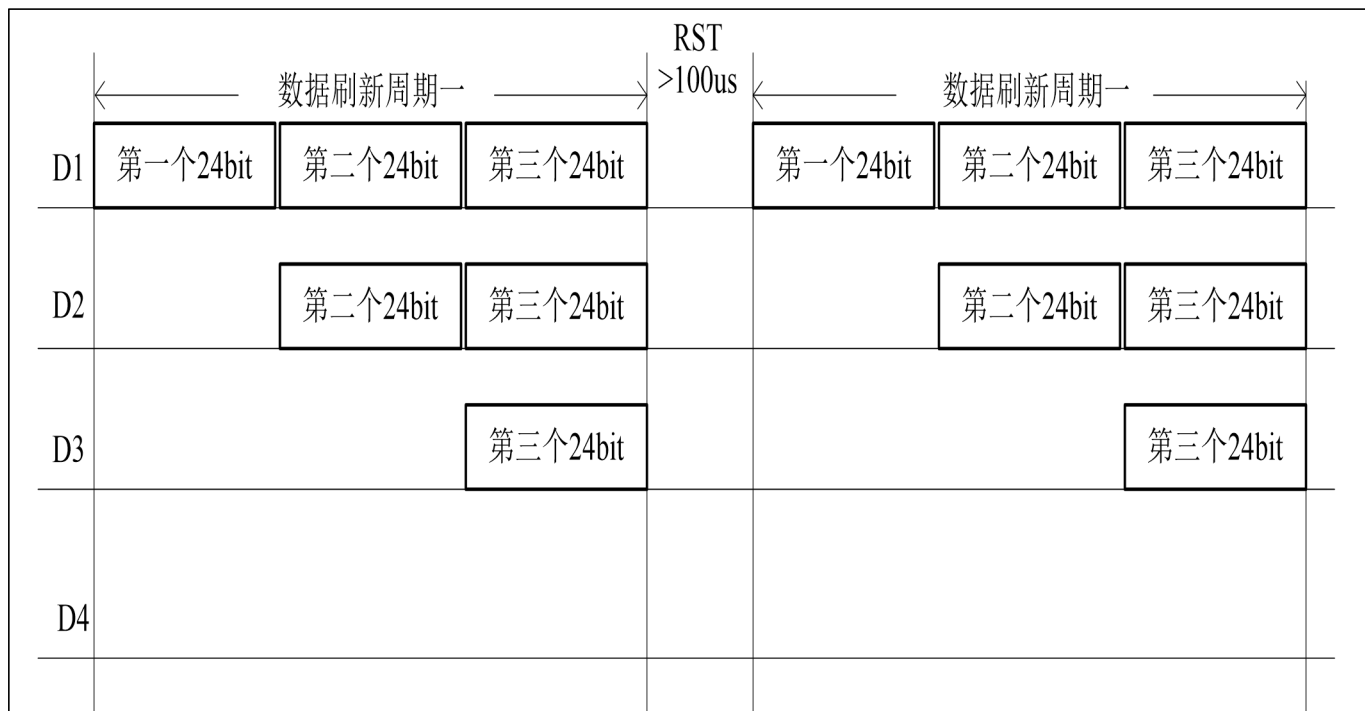 RST
>100us
数据刷新周期一 数据刷新周期一
D1 第一个24bit 第二个24bit 第三个24bit 第一个24bit 第二个24bit 第三个24bit
D2 第二个24bit 第三个24bit 第二个24bit 第三个24bit
D3 第三个24bit 第三个24bit
D4